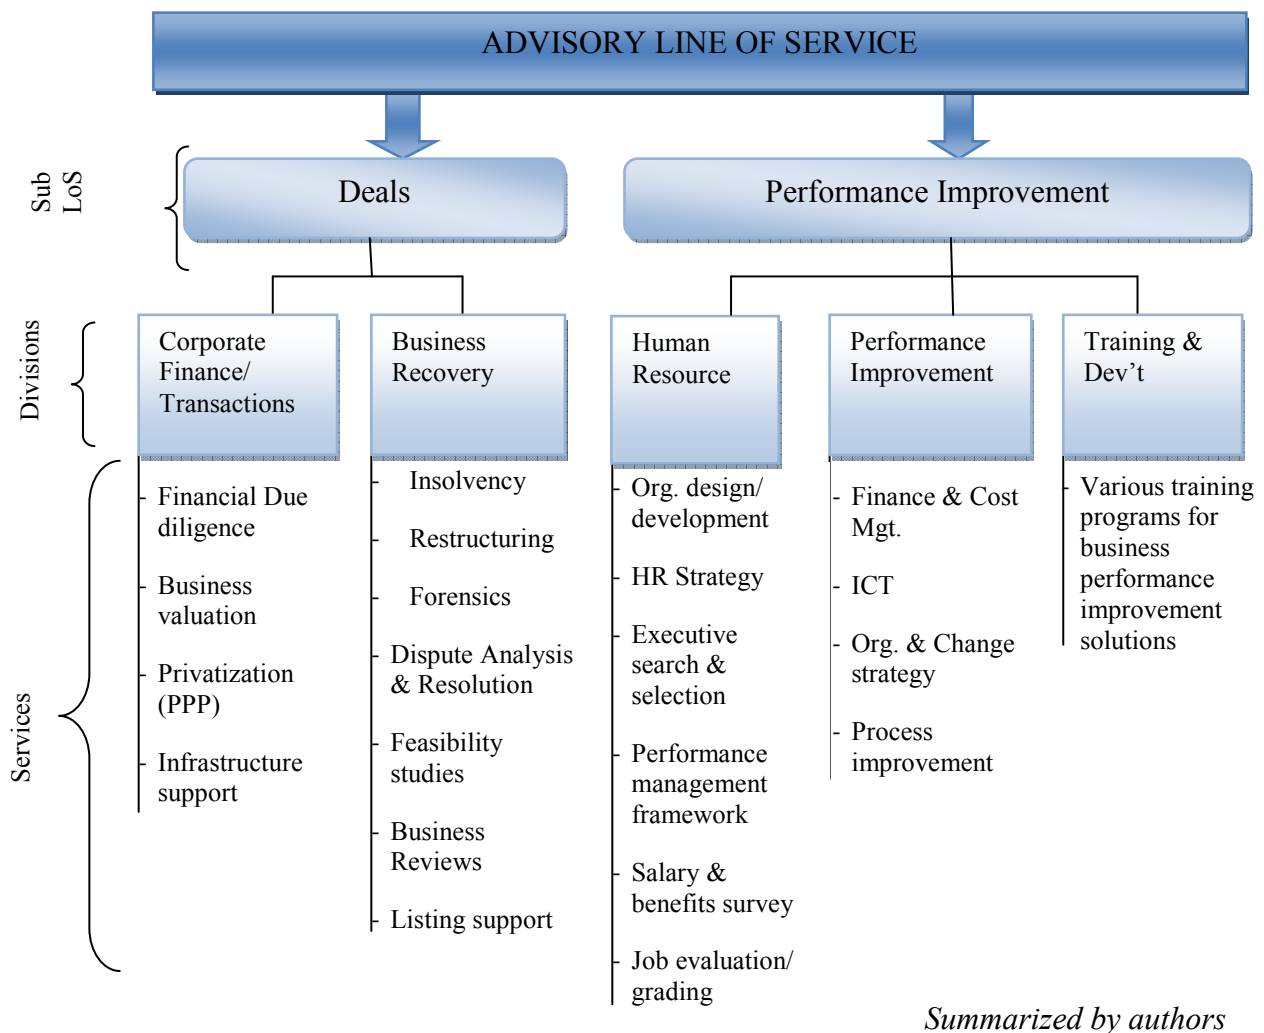 ADVISORY LINE OF SERVICE
Sub
LoS
Deals
Performance Improvement
Divisions
Corporate
Finance/
Transactions
Business
Recovery
Human
Resource
Performance
Improvement
Training &
Dev't
Services
- Financial Due
diligence
- Business
valuation
- Privatization
(PPP)
- Infrastructure
support
- Insolvency
- Restructuring
- Forensics
- Dispute Analysis
& Resolution
- Feasibility
studies
- Business
Reviews
- Listing support
- Org. design/
development
- HR Strategy
- Executive
search &
selection
- Performance
management
framework
- Salary &
benefits survey
- Job evaluation/
grading
- Finance & Cost
Mgt.
- ICT
- Org. & Change
strategy
- Process
improvement
- Various training
programs for
business
performance
improvement
solutions
Summarized by authors